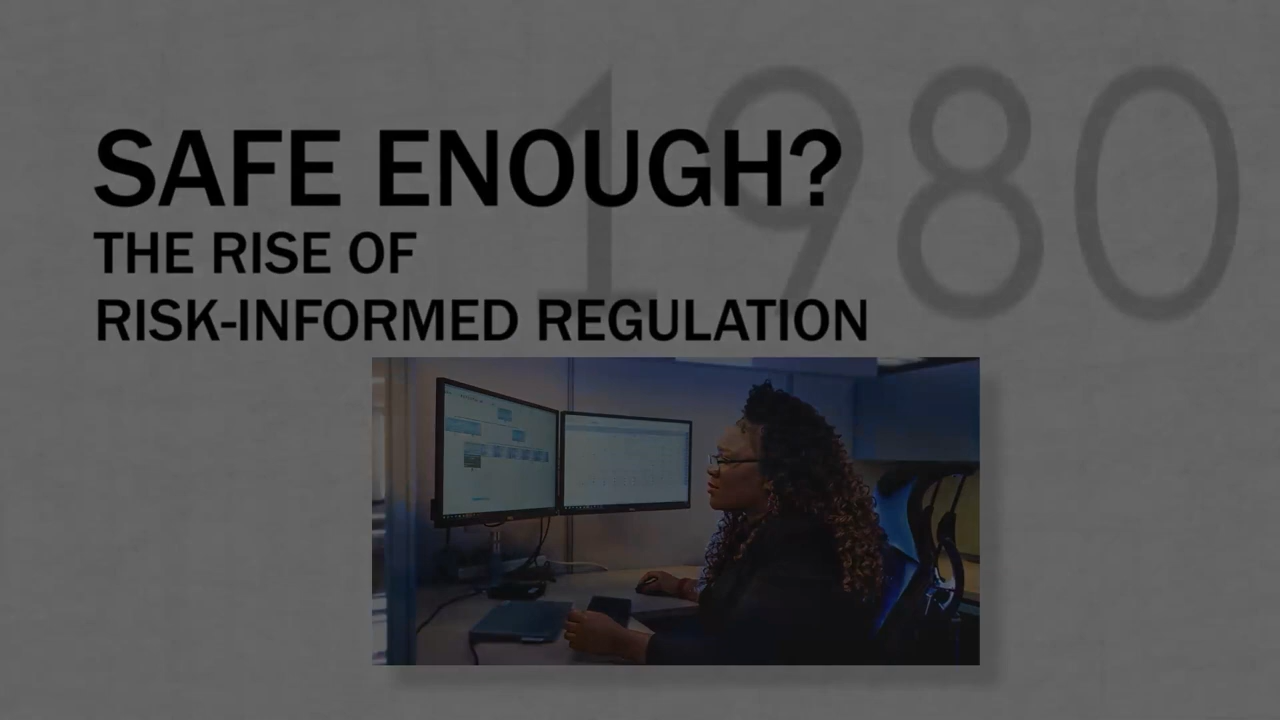 1980
SAFE ENOUGH?
THE RISE OF
RISK-INFORMED REGULATION